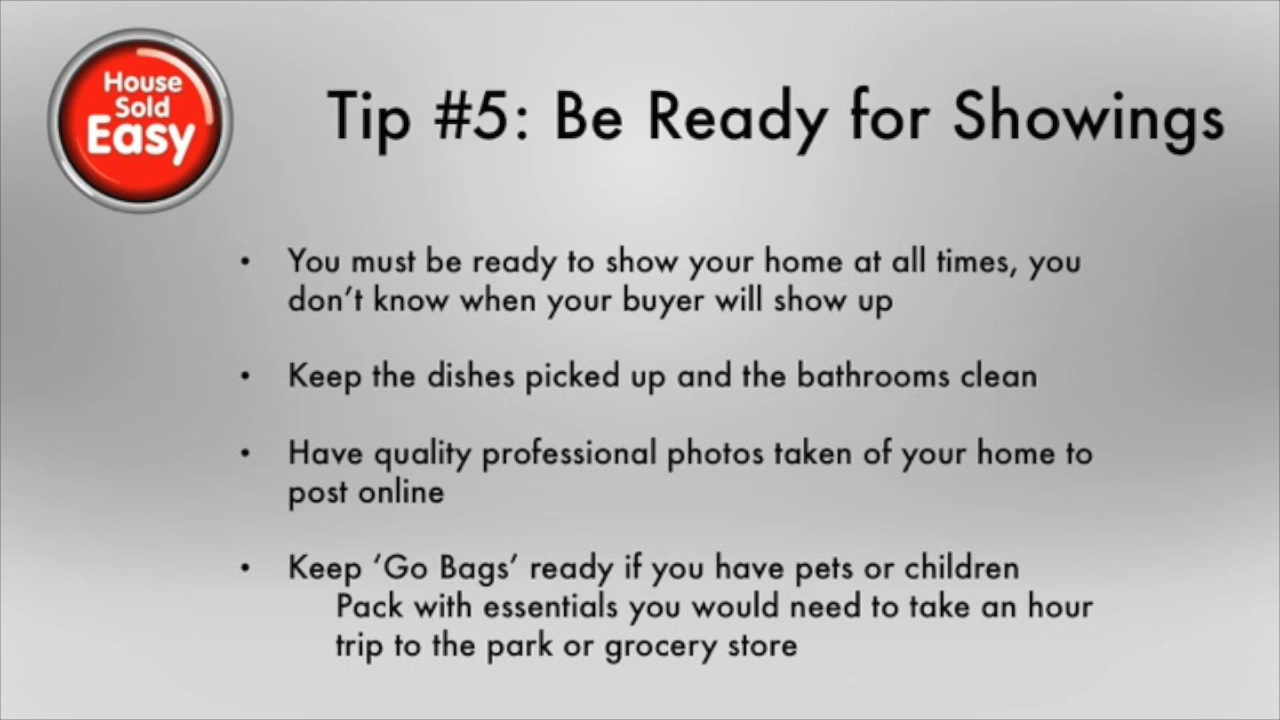 House
Sold
Easy
Tip #5: Be Ready for Showings
• You must be ready to show your home at all times, you
don’t know when your buyer will show up
• Keep the dishes picked up and the bathrooms clean
• Have quality professional photos taken of your home to
post online
• Keep ‘Go Bags’ ready if you have pets or children
Pack with essentials you would need to take an hour
trip to the park or grocery store